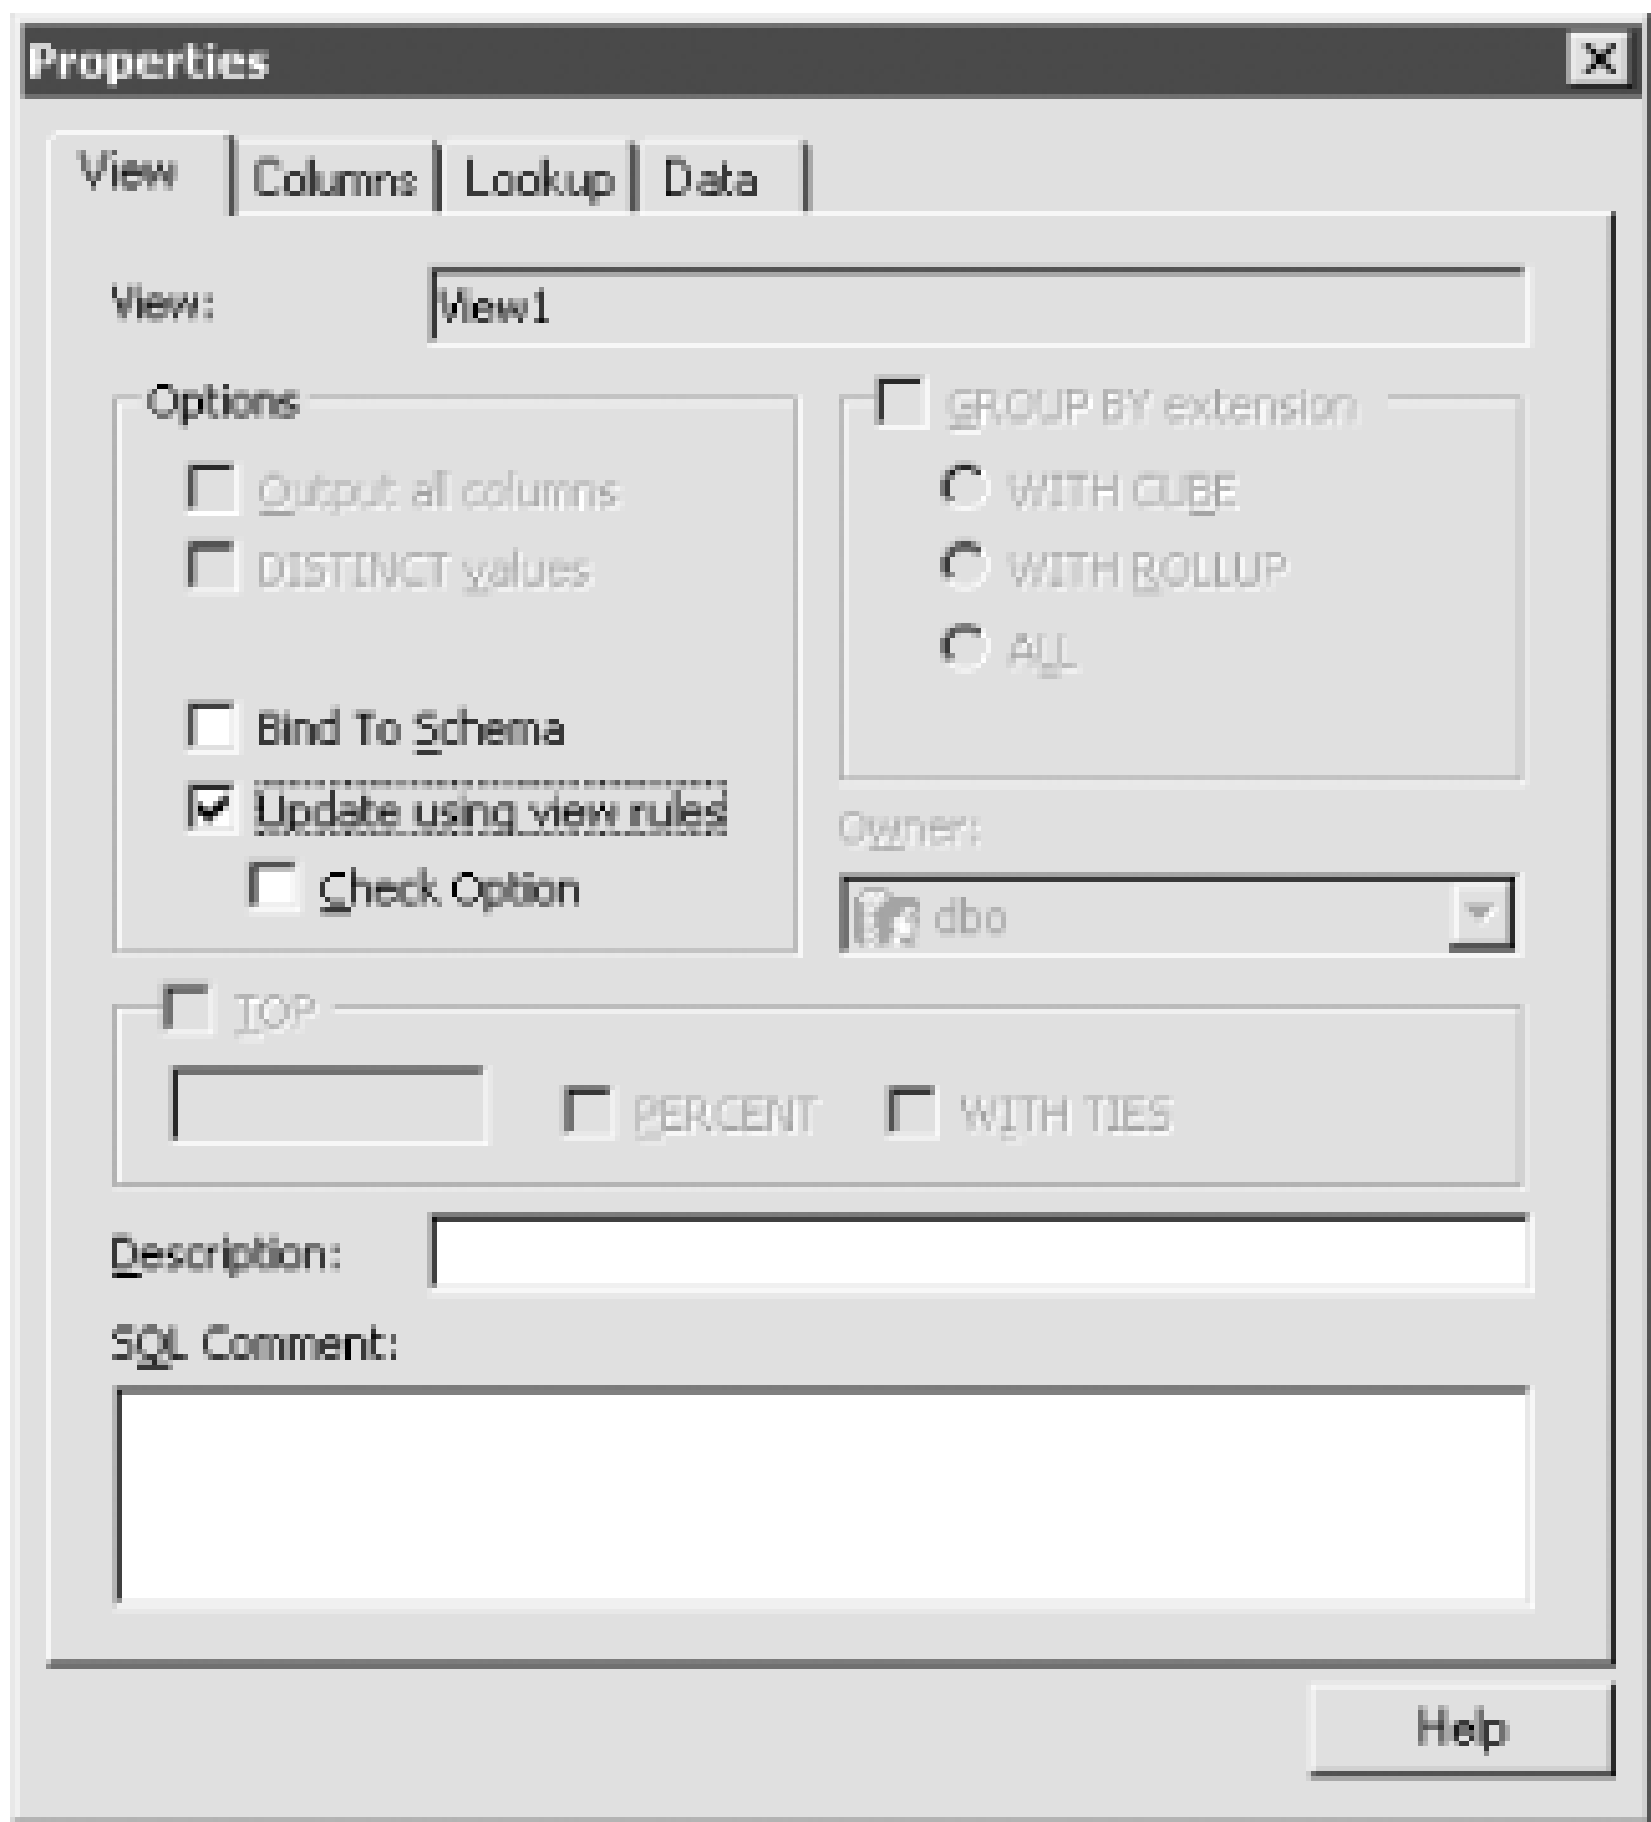 Properties
View Columns Lookup Data
View: View1
Options
Output all columns
DISTINCT values
Bind To Schema
Update using view rules
Check Option
GROUP BY extension
WITH CUBE
WITH ROLLUP
ALL
Owner:
dbo
TOP
PERCENT WITH TIES
Description:
SQL Comment:
Help